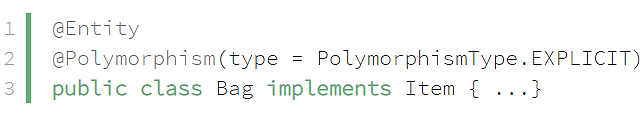 1 @Entity
2 @Polymorphism(type = PolymorphismType.EXPLICIT)
3 public class Bag implements Item { ...}